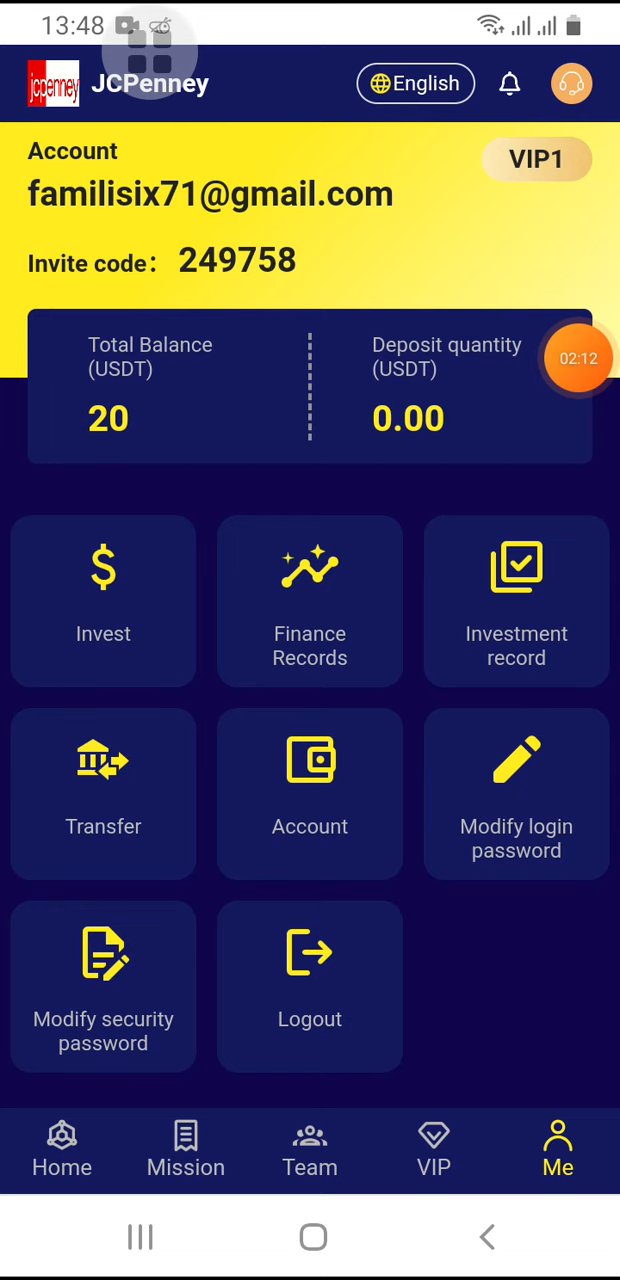 13:48
jcpenney
JCPenney
English
Account
VIP1
familisix71@gmail.com
Invite code: 249758
Total Balance
(USDT)
20
Deposit quantity
(USDT)
0.00
02:12
Invest
Finance
Records
Investment
record
Transfer
Account
Modify login
password
Modify security
password
Logout
Home
Mission
Team
VIP
Me